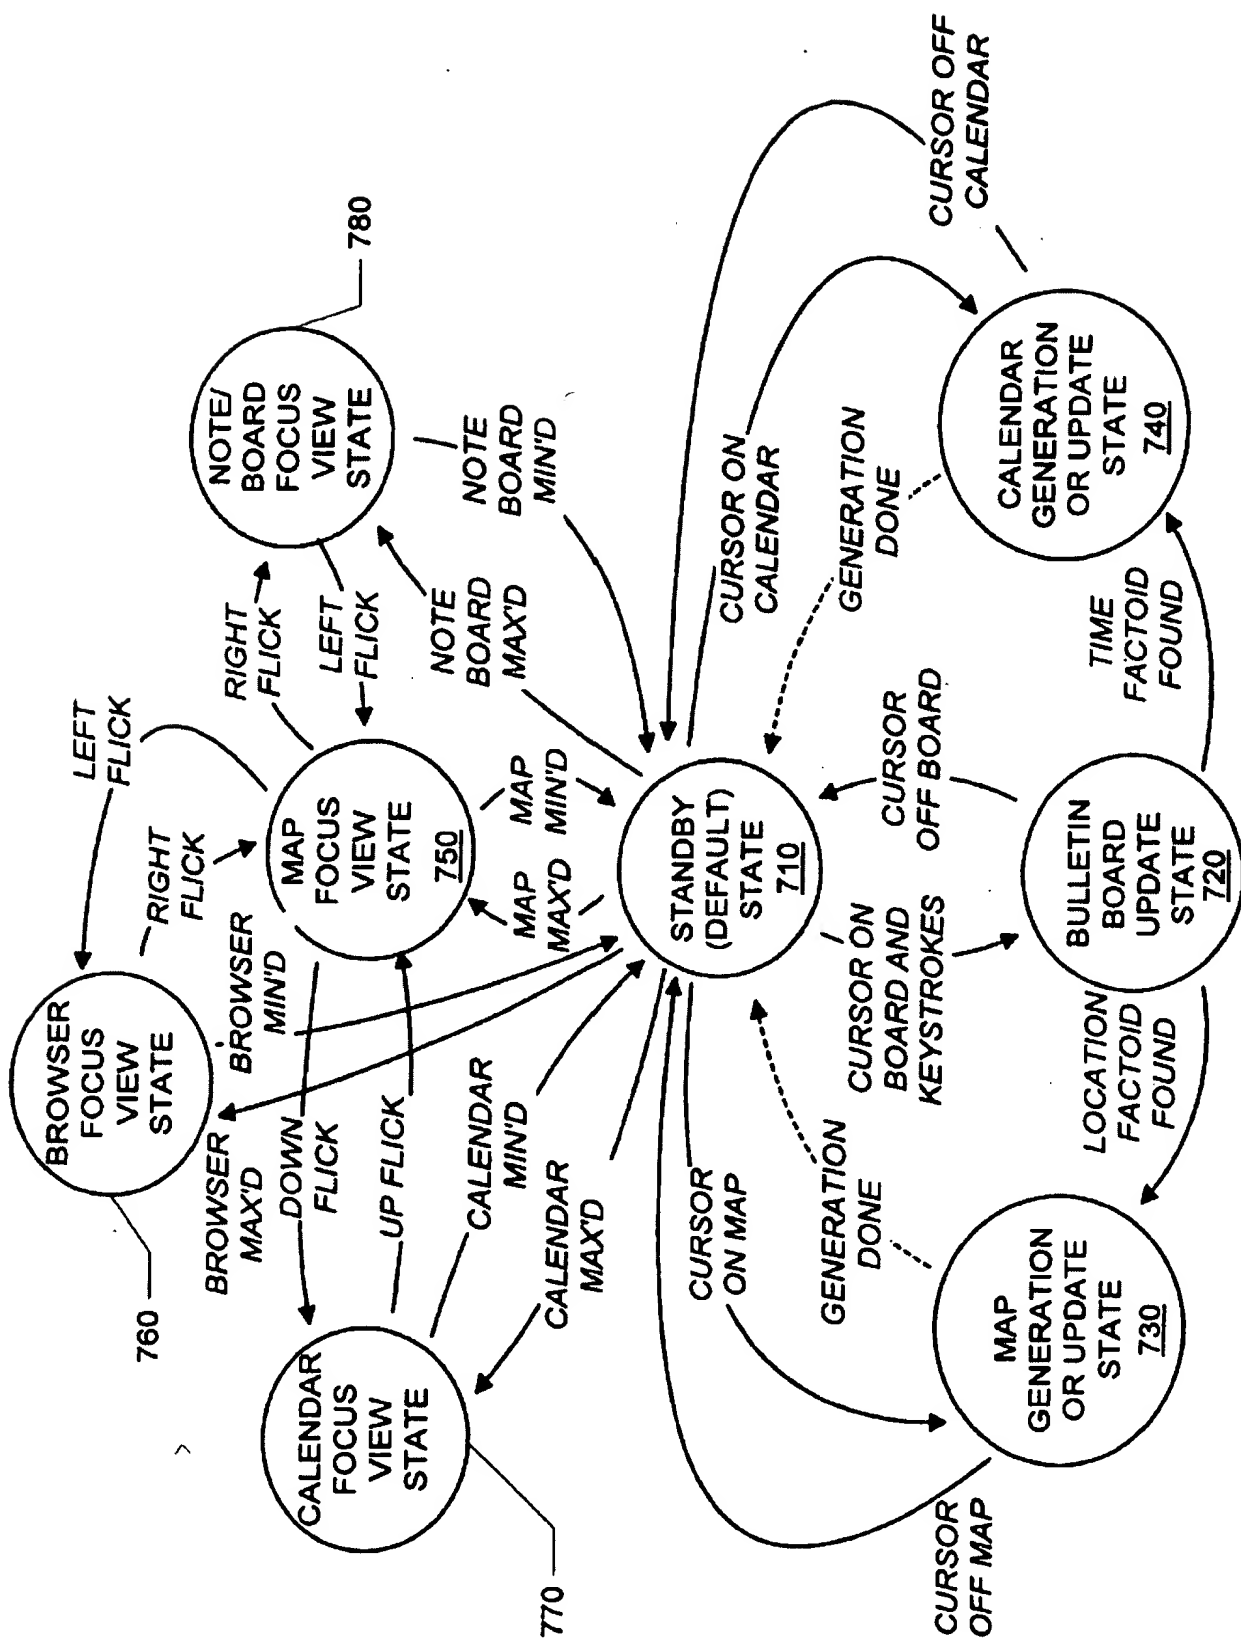 BROWSER
FOCUS
VIEW
STATE
760
LEFT
FLICK
RIGHT
FLICK
BROWSER
MIN'D
BROWSER
MAX'D
NOTE/
BOARD
FOCUS
VIEW
STATE
780
RIGHT
FLICK
LEFT
FLICK
MAP
FOCUS
VIEW
STATE
750
DOWN
FLICK
UP FLICK
CALENDAR
FOCUS
VIEW
STATE
770
CALENDAR
MIN'D
CALENDAR
MAX'D
MAP
MAX'D
MAP
MIN'D
NOTE
BOARD
MAX'D
NOTE
BOARD
MIN'D
STANDBY
(DEFAULT)
STATE
710
CURSOR
ON MAP
CURSOR ON
CALENDAR
GENERATION
DONE
CURSOR ON
BOARD AND
KEYSTROKES
CURSOR
OFF BOARD
GENERATION
DONE
CURSOR
OFF MAP
CURSOR OFF
CALENDAR
MAP
GENERATION
OR UPDATE
STATE
730
LOCATION
FACTOID
FOUND
BULLETIN
BOARD
UPDATE
STATE
720
TIME
FACTOID
FOUND
CALENDAR
GENERATION
OR UPDATE
STATE
740